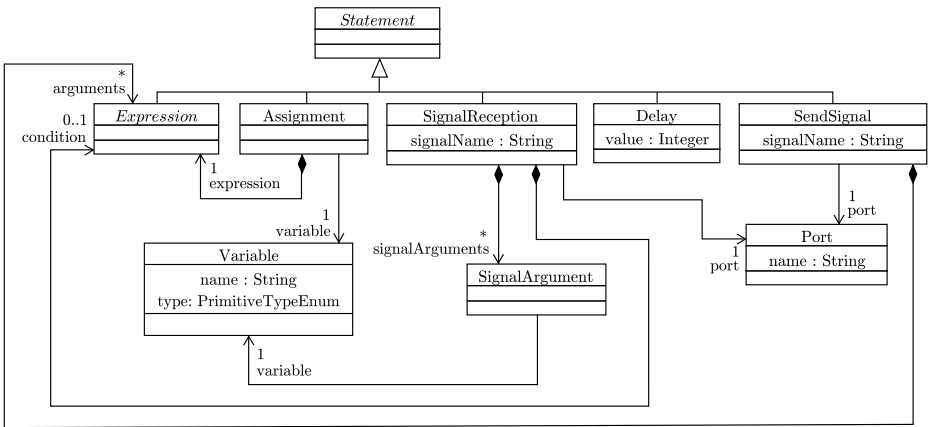 Statement
*
arguments
0..1
condition
Expression
Assignment
SignalReception
signalName : String
Delay
value : Integer
SendSignal
signalName : String
1
expression
1
variable
*
signalArguments
1
port
1
port
Port
name : String
Variable
name : String
type: PrimitiveTypeEnum
SignalArgument
1
variable